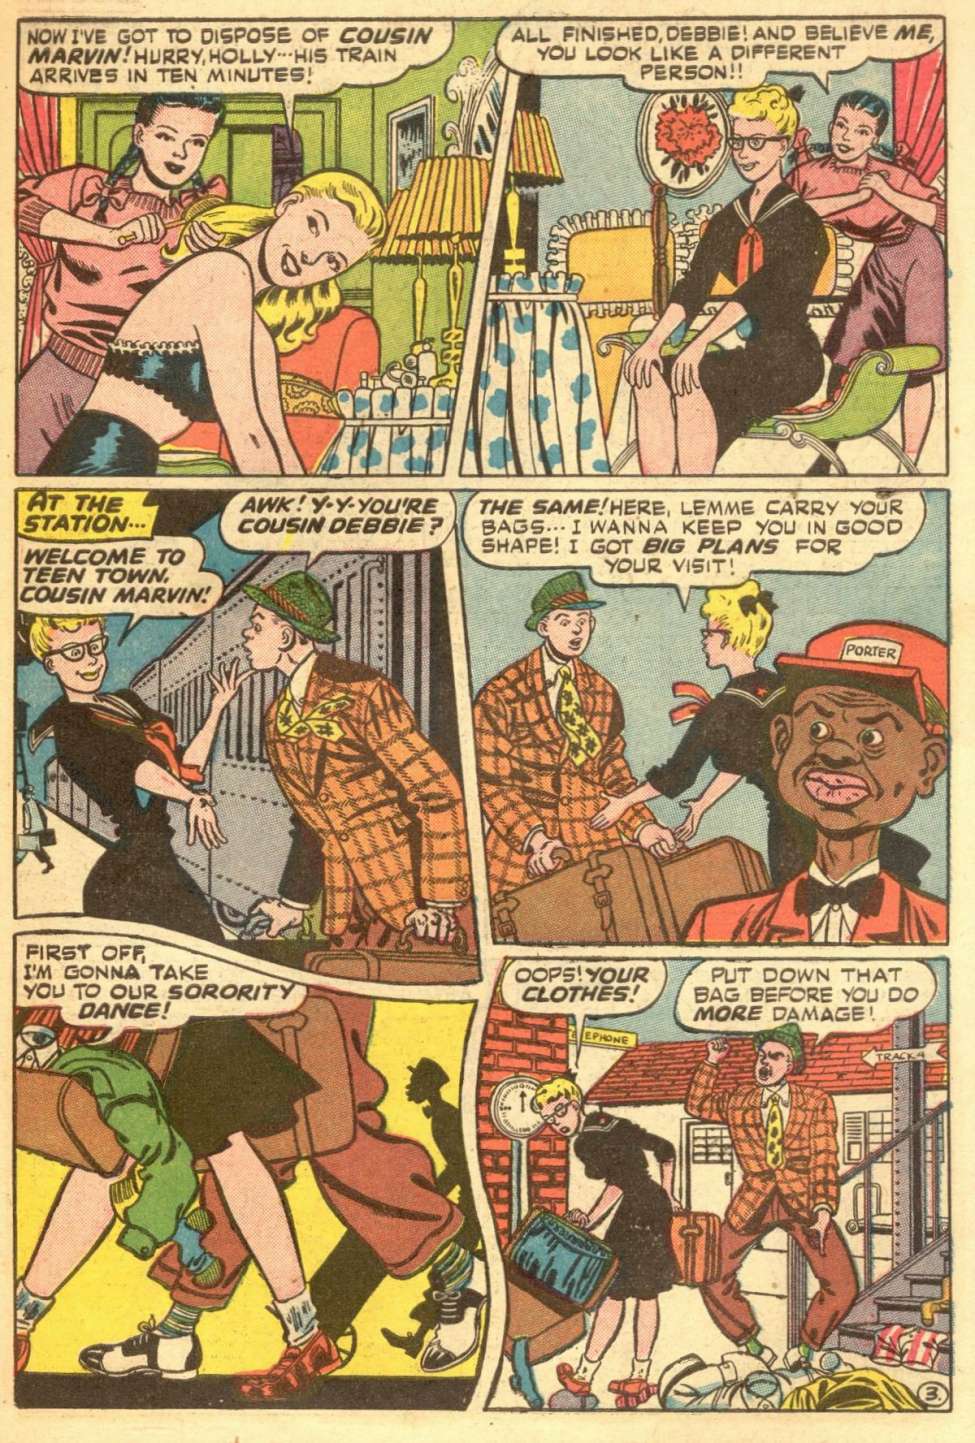 NOW I'VE GOT TO DISPOSE OF COUSIN
MARVIN! HURRY, HOLLY--- HIS TRAIN
ARRIVES IN TEN MINUTES!
ALL FINISHED, DEBBIE! AND BELIEVE ME,
YOU LOOK LIKE A DIFFERENT
PERSON!!
AT THE
STATION...
WELCOME TO
TEEN TOWN,
COUSIN MARVIN!
AWK! Y-Y-YOU'RE
COUSIN DEBBIE?
THE SAME! HERE, LEMME CARRY YOUR
BAGS... I WANNA KEEP YOU IN GOOD
SHAPE! I GOT BIG PLANS FOR
YOUR VISIT!
PORTER
FIRST OFF,
I'M GONNA TAKE
YOU TO OUR SORORITY
DANCE!
OOPS! YOUR
CLOTHES!
PUT DOWN THAT
BAG BEFORE YOU DO
MORE DAMAGE!
ELEPHONE
TRACK 4
3